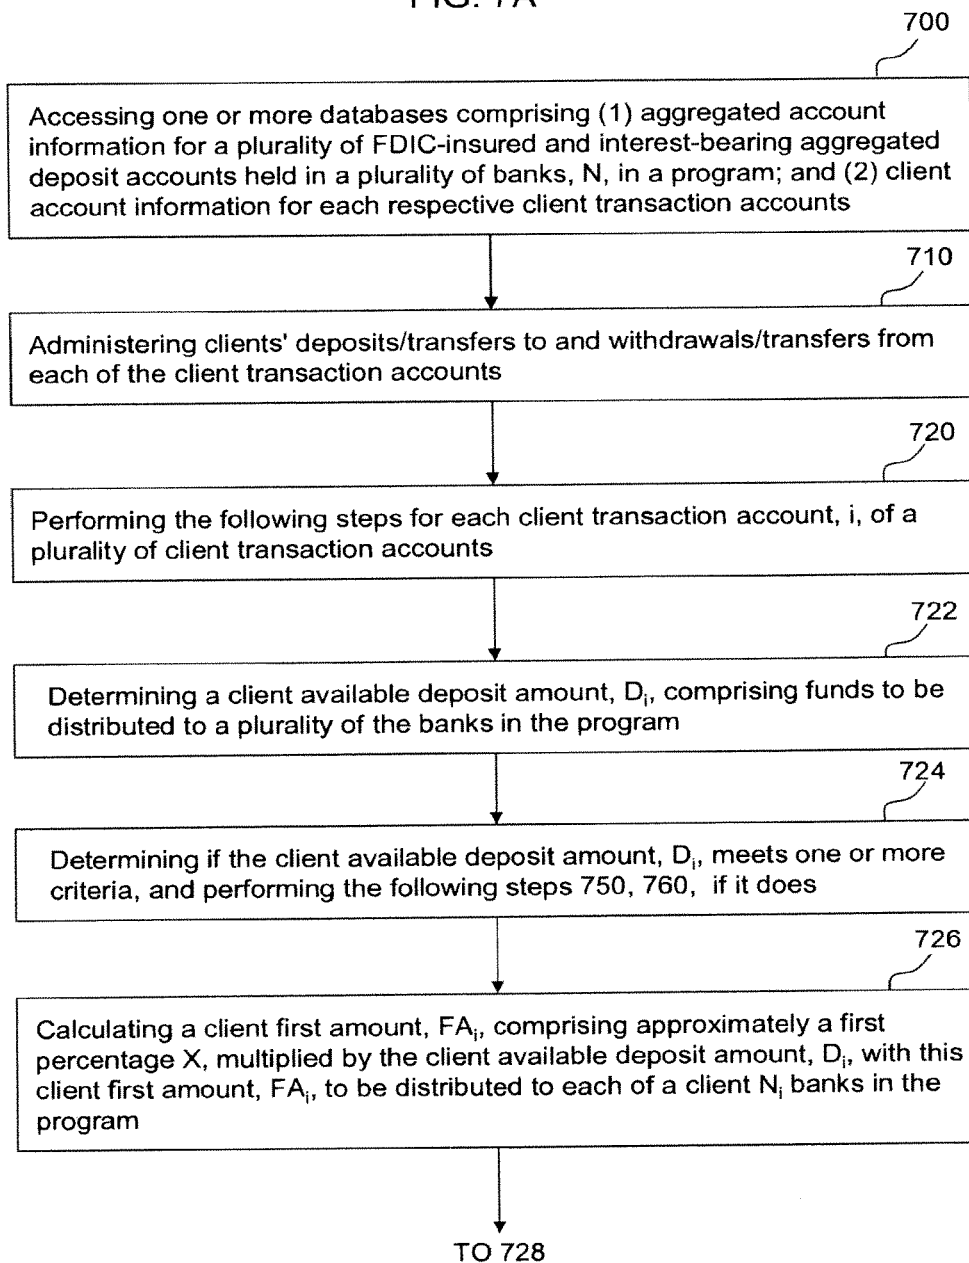 FIG. 7A
700
Accessing one or more databases comprising (1) aggregated account
information for a plurality of FDIC-insured and interest-bearing aggregated
deposit accounts held in a plurality of banks, N, in a program; and (2) client
account information for each respective client transaction accounts
710
Administering clients' deposits/transfers to and withdrawals/transfers from
each of the client transaction accounts
720
Performing the following steps for each client transaction account, i, of a
plurality of client transaction accounts
722
Determining a client available deposit amount, Di, comprising funds to be
distributed to a plurality of the banks in the program
724
Determining if the client available deposit amount, Di, meets one or more
criteria, and performing the following steps 750, 760, if it does
726
Calculating a client first amount, FAi, comprising approximately a first
percentage X, multiplied by the client available deposit amount, Di, with this
client first amount, FAi, to be distributed to each of a client Ni banks in the
program
TO 728